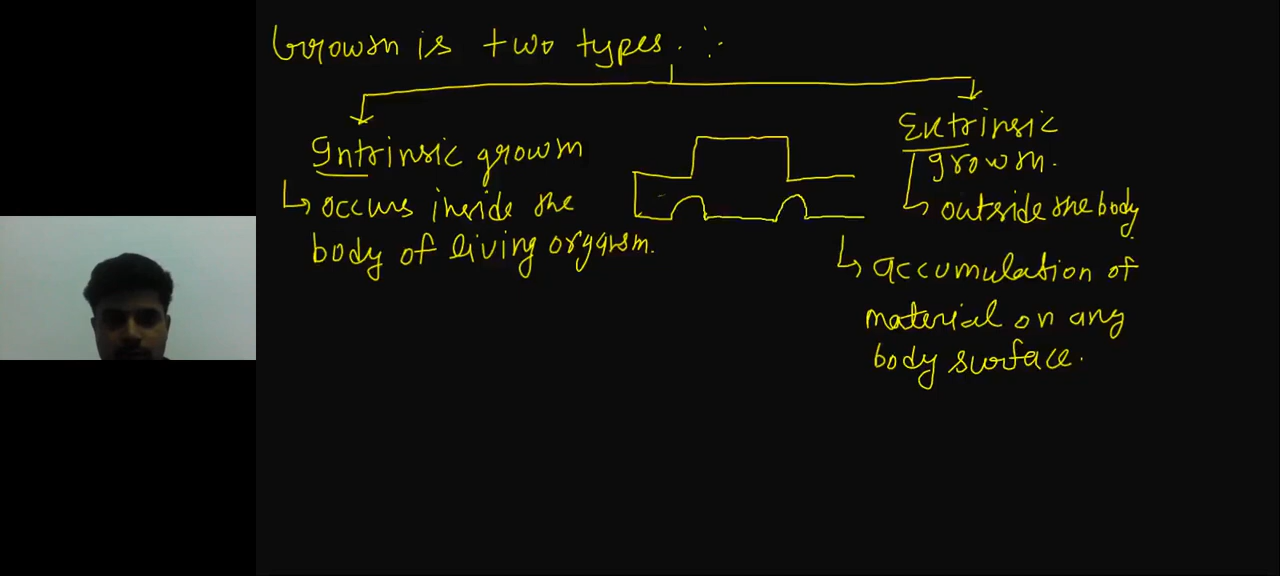 Growth is two types :
Intrinsic growth
↳ occurs inside the
body of living organism.
Extrinsic
growth.
↳ outside the body
↳ accumulation of
material on any
body surface.